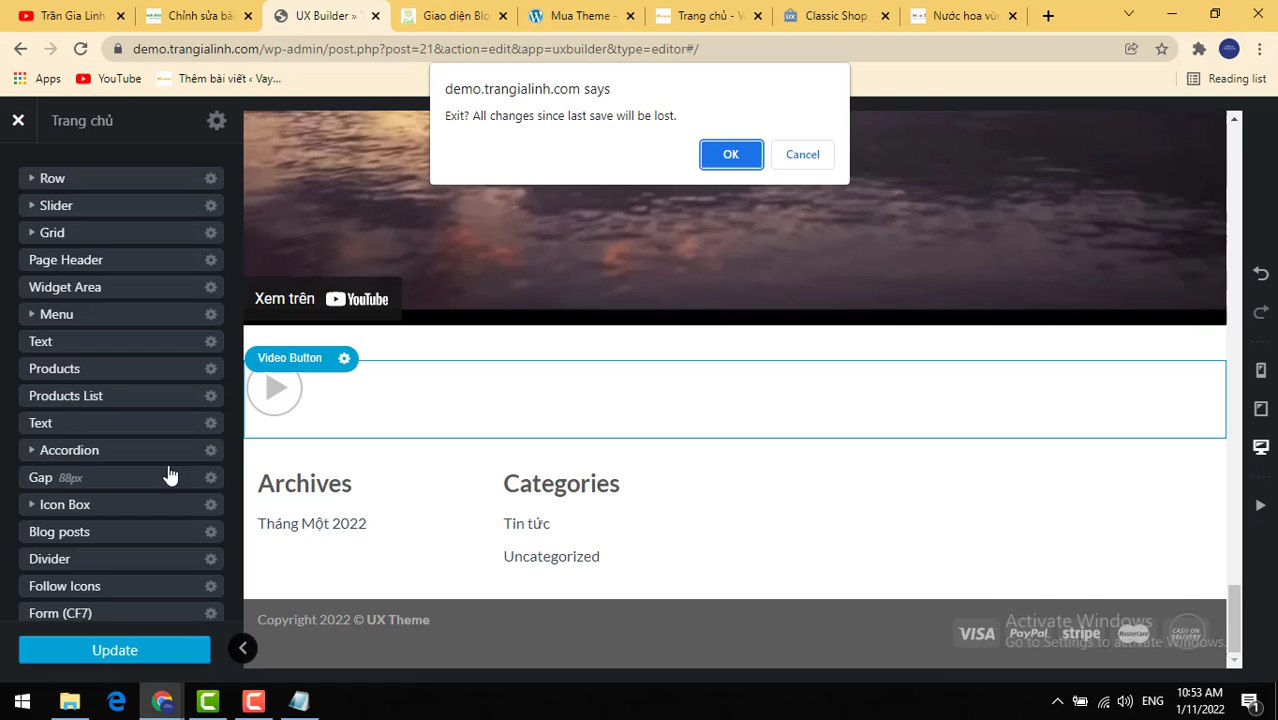 Trần Gia Linh
Chỉnh sửa bà
UX Builder » T
Giao diện Blo
Mua Theme –
Trang chủ - V
Classic Shop
Nước hoa vù
demo.trangialinh.com/wp-admin/post.php?post=21&action=edit&app=uxbuilder&type=editor#/
Apps
YouTube
Thêm bài viết ‹ Vay...
Reading list
demo.trangialinh.com says
Exit? All changes since last save will be lost.
OK
Cancel
Trang chủ
Row
Slider
Grid
Page Header
Widget Area
Menu
Text
Products
Products List
Text
Accordion
Gap 88px
Icon Box
Blog posts
Divider
Follow Icons
Form (CF7)
Update
Xem trên YouTube
Video Button
Archives
Categories
Tháng Một 2022
Tin tức
Uncategorized
Copyright 2022 © UX Theme
VISA PayPal stripe MasterCard CASH ON DELIVERY
Activate Windows
Go to Settings to activate Windows.
ENG
10:53 AM
1/11/2022
1